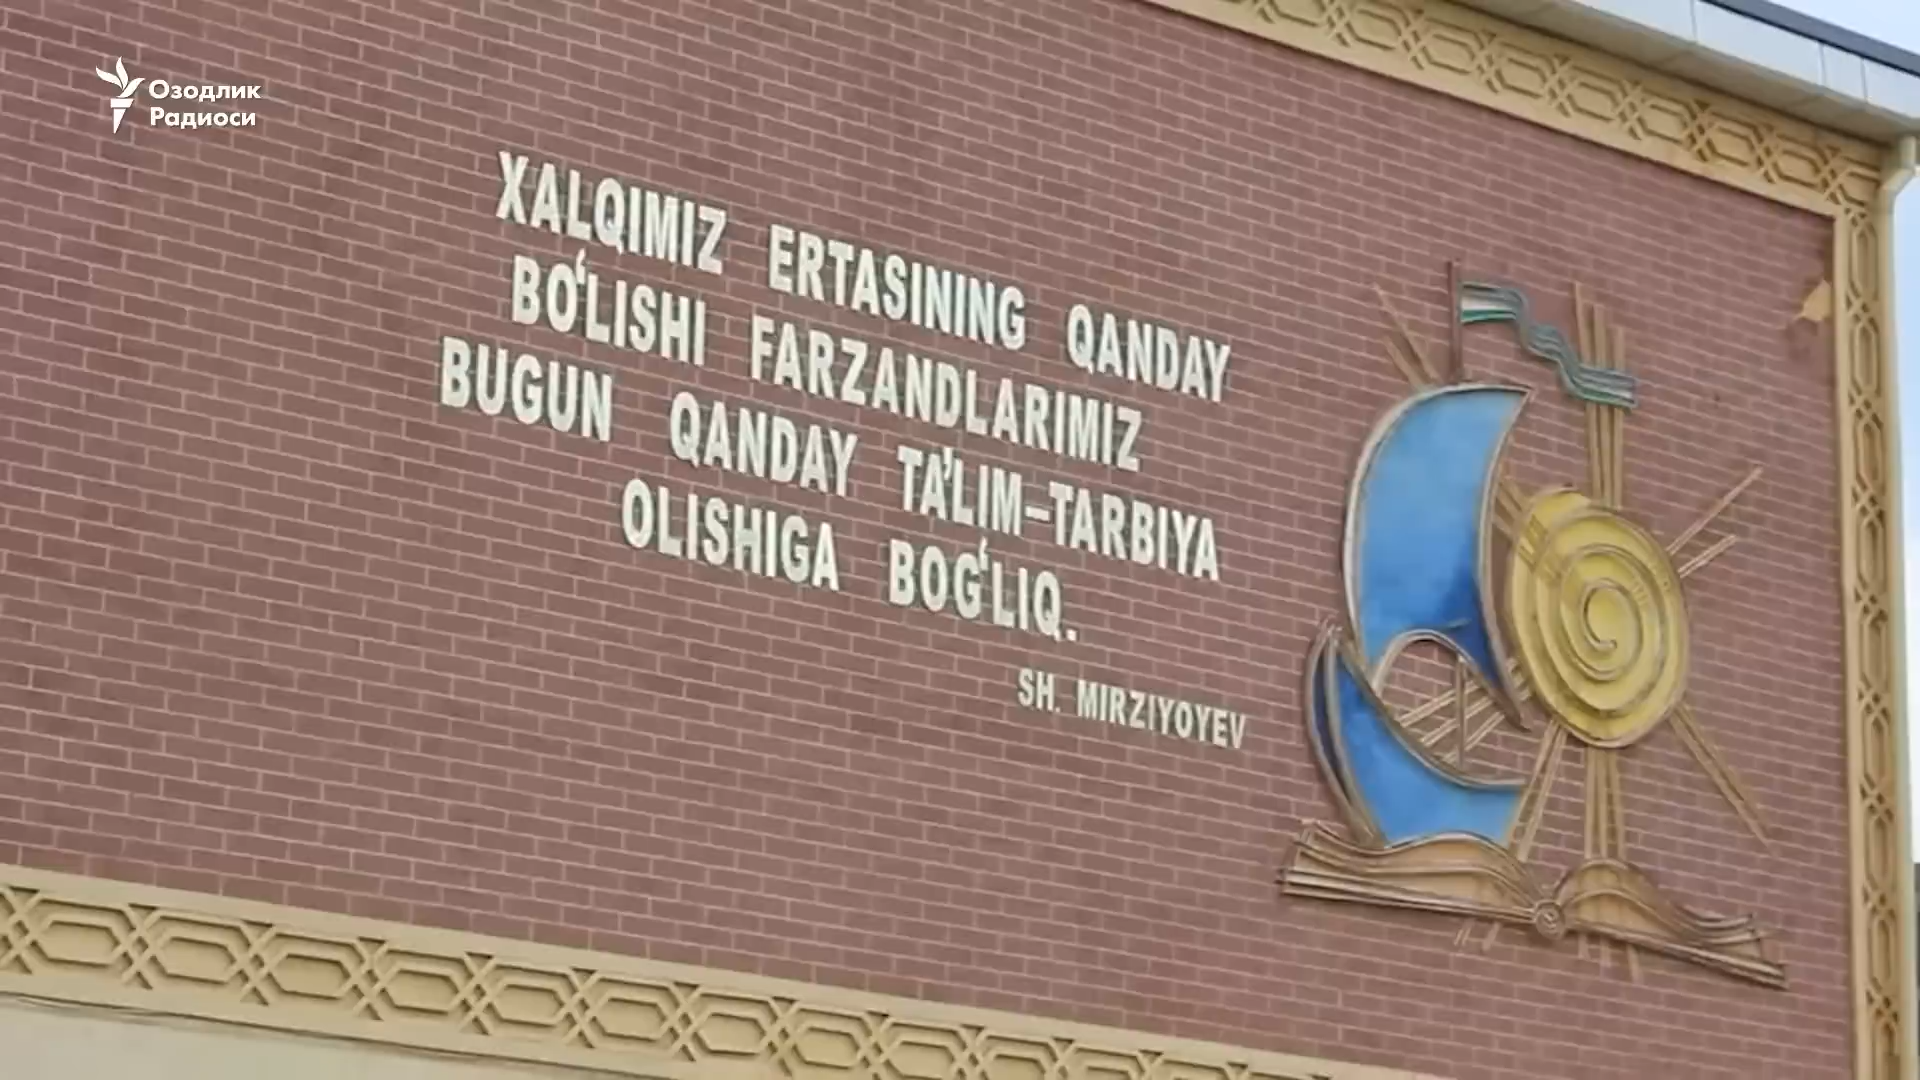 Озодлик
Радиоси
XALQIMIZ ERTASINING QANDAY
BO‘LISHI FARZANDLARIMIZ
BUGUN QANDAY TA’LIM–TARBIYA
OLISHIGA BOG‘LIQ.
SH. MIRZIYOYEV